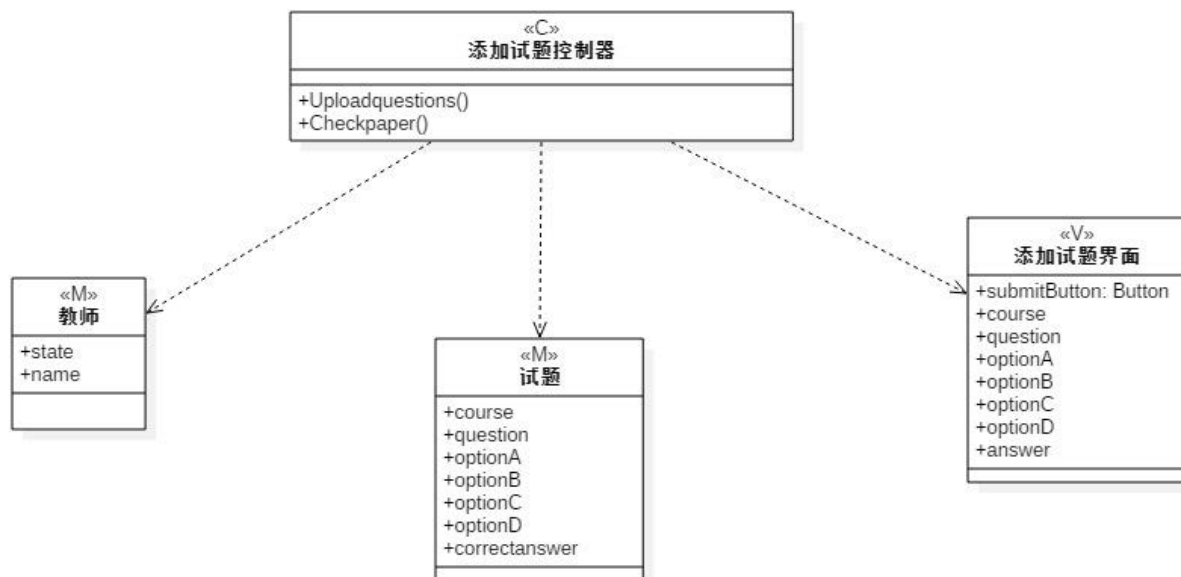 «C»
添加试题控制器
+Uploadquestions()
+Checkpaper()
«M»
教师
+state
+name
«M»
试题
+course
+question
+optionA
+optionB
+optionC
+optionD
+correctanswer
«V»
添加试题界面
+submitButton: Button
+course
+question
+optionA
+optionB
+optionC
+optionD
+answer